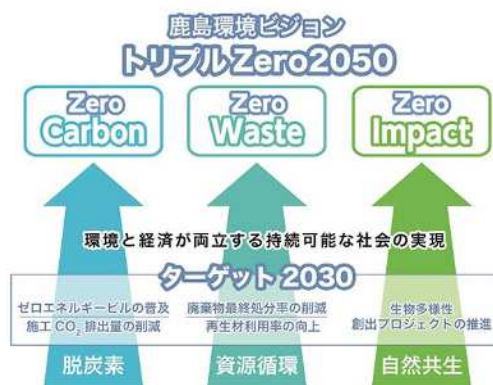 鹿島環境ビジョン
トリプルZero2050
Zero
Carbon
Zero
Waste
Zero
Impact
環境と経済が両立する持続可能な社会の実現
ターゲット2030
ゼロエネルギービルの普及
施工CO₂排出量の削減
廃棄物最終処分率の削減
再生材利用率の向上
生物多様性
創出プロジェクトの推進
脱炭素
資源循環
自然共生